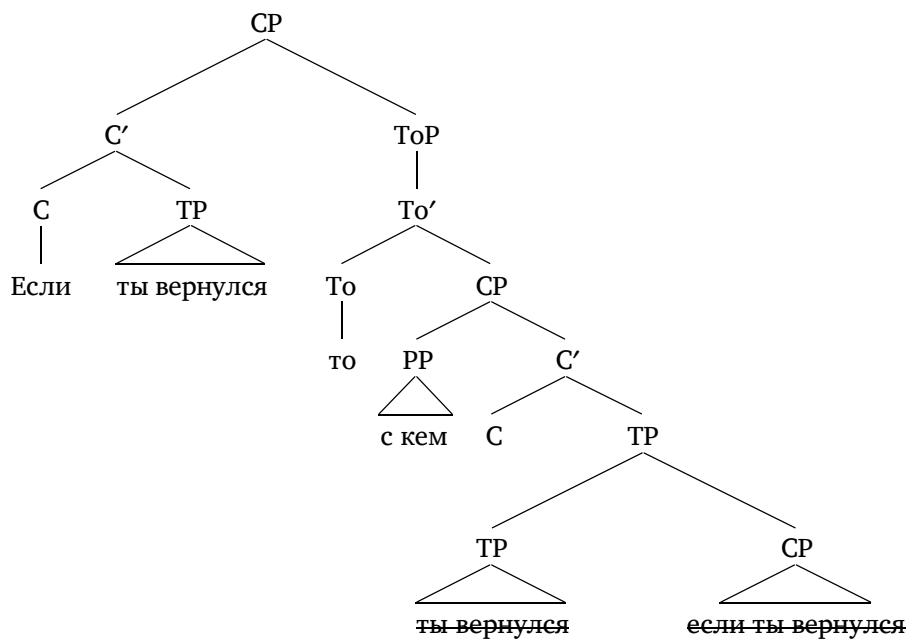 CP
C′ ToP
C TP To′
Если ты вернулся To CP
то PP C′
с кем C TP
TP CP
ты вернулся если ты вернулся